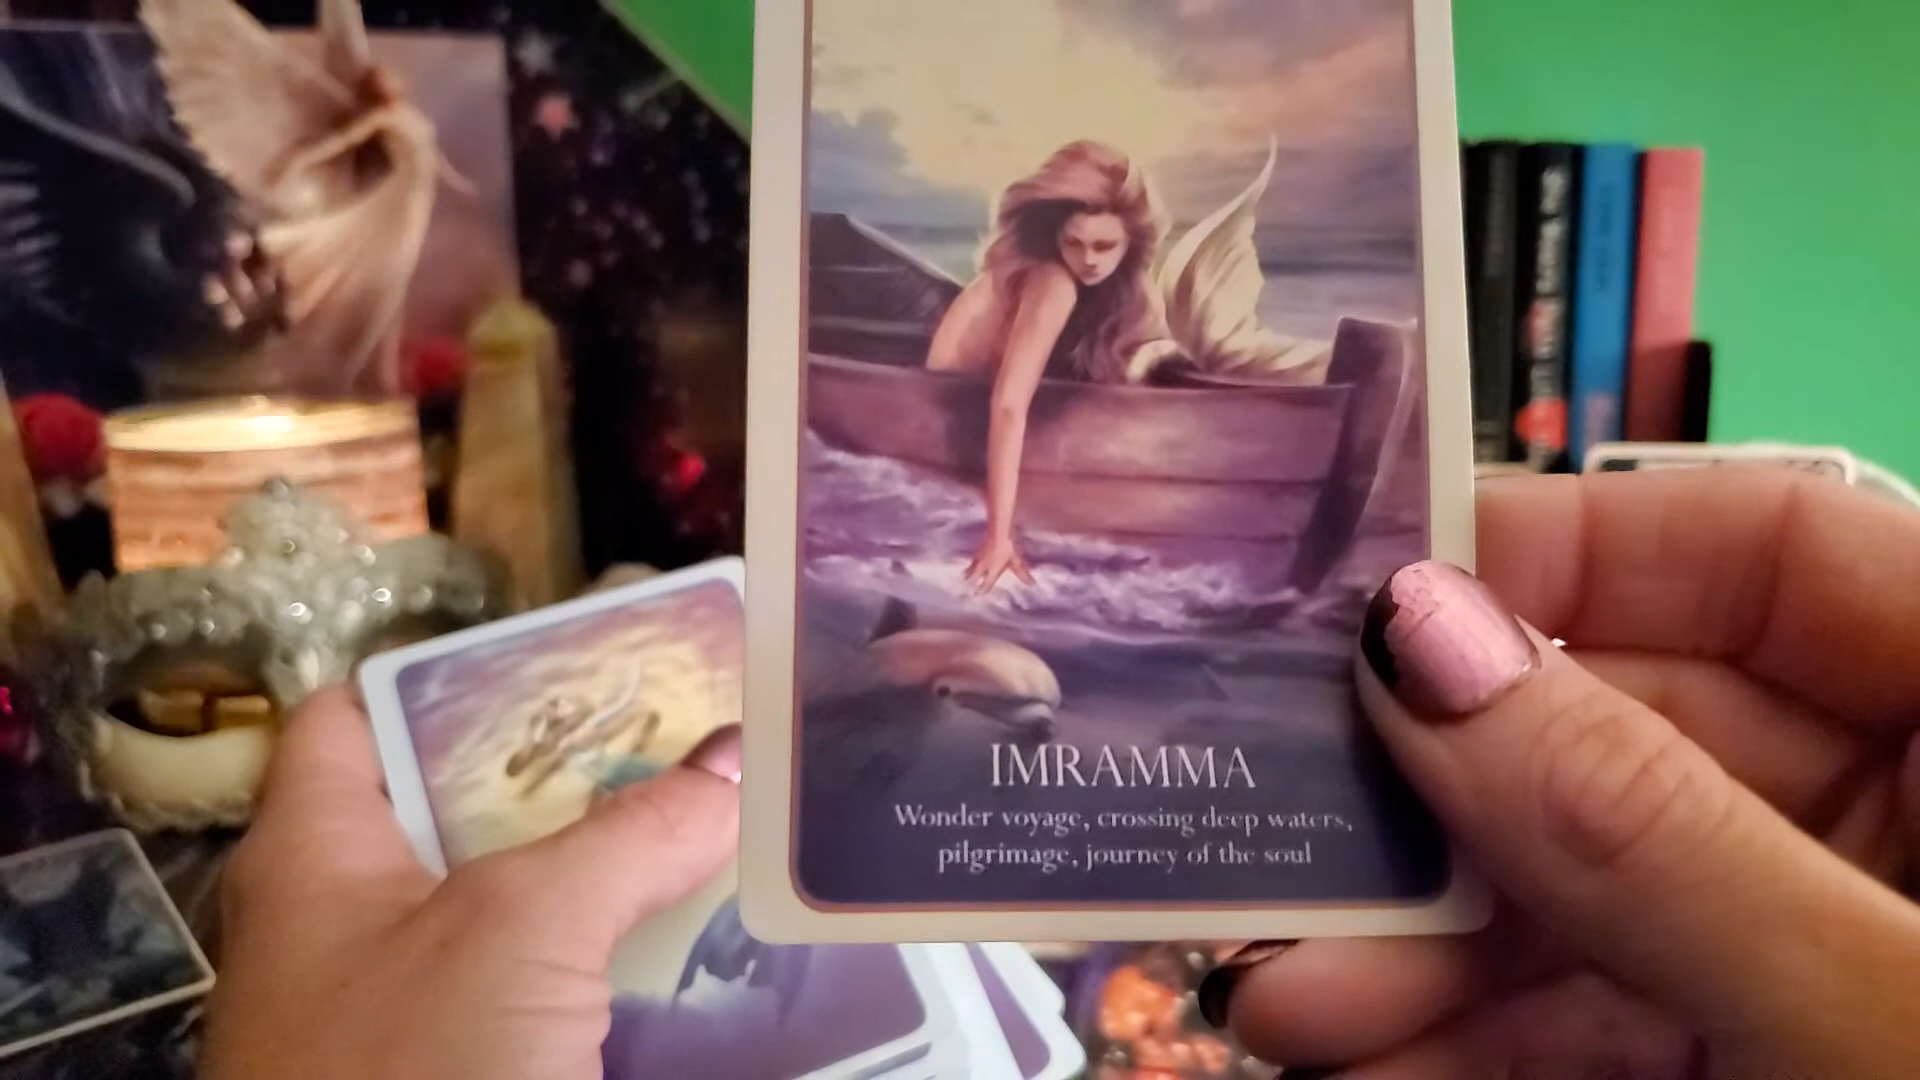 IMRAMMA
Wonder voyage, crossing deep waters,
pilgrimage, journey of the soul